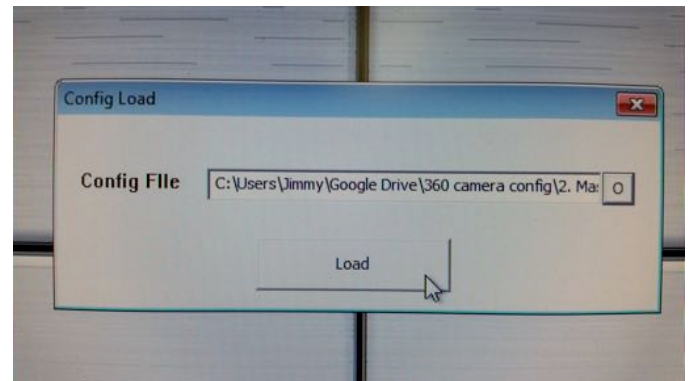 Config Load
Config FIle
C:\Users\Jimmy\Google Drive\360 camera config\2. Ma
O
Load